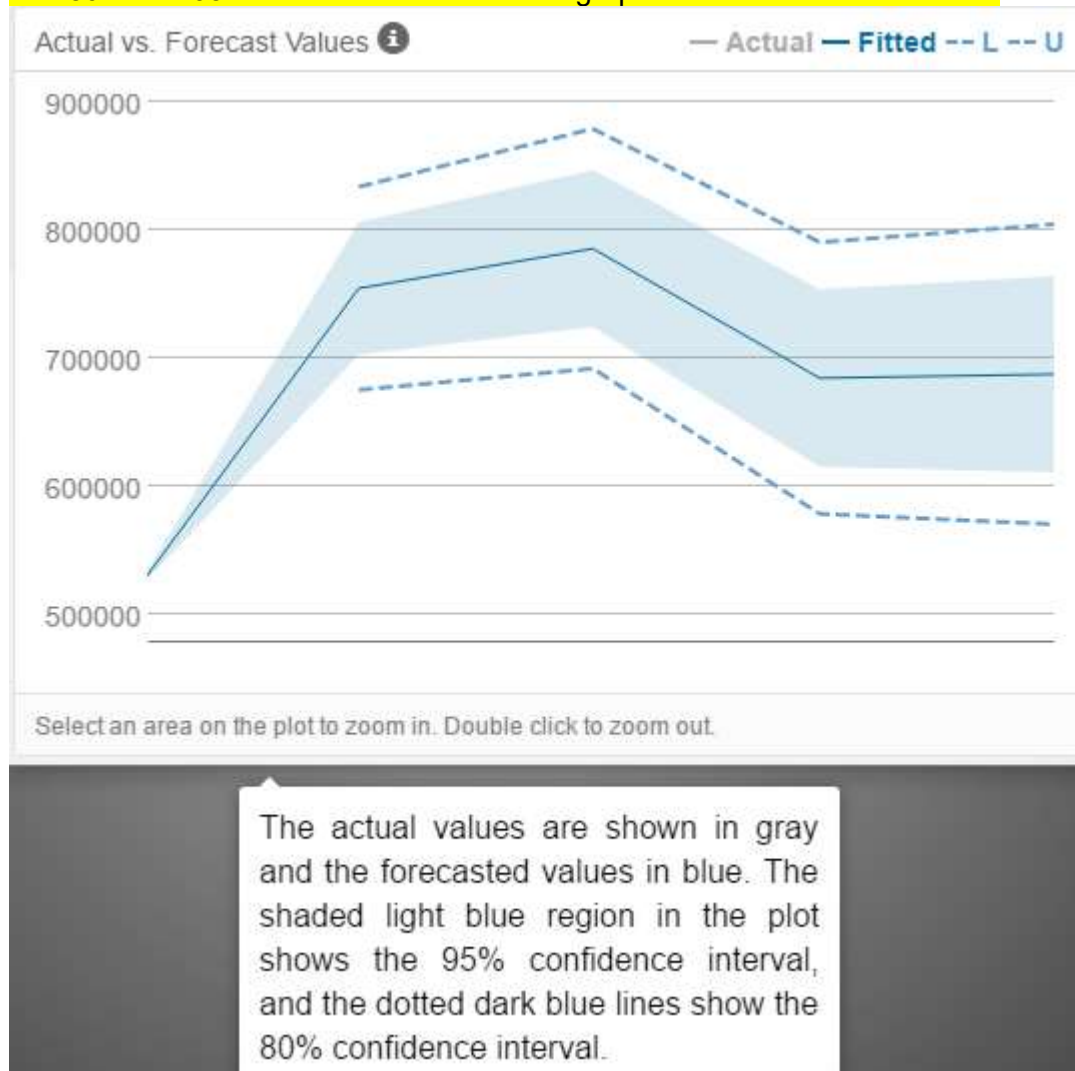 Actual vs. Forecast Values i
— Actual — Fitted -- L -- U
900000
800000
700000
600000
500000
Select an area on the plot to zoom in. Double click to zoom out.
The actual values are shown in gray
and the forecasted values in blue. The
shaded light blue region in the plot
shows the 95% confidence interval,
and the dotted dark blue lines show the
80% confidence interval.